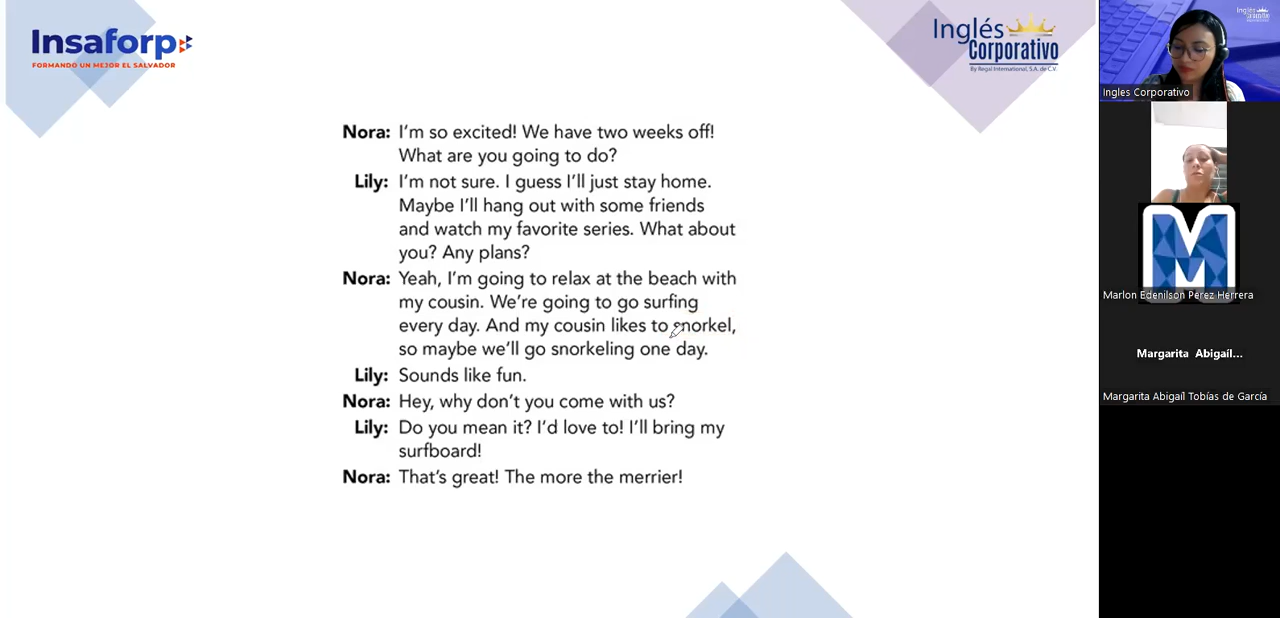 Insaforp
FORMANDO UN MEJOR EL SALVADOR
Inglés
Corporativo
By Regal International, S.A. de C.V.
Nora: I'm so excited! We have two weeks off!
What are you going to do?
Lily: I'm not sure. I guess I'll just stay home.
Maybe I'll hang out with some friends
and watch my favorite series. What about
you? Any plans?
Nora: Yeah, I'm going to relax at the beach with
my cousin. We're going to go surfing
every day. And my cousin likes to snorkel,
so maybe we'll go snorkeling one day.
Lily: Sounds like fun.
Nora: Hey, why don't you come with us?
Lily: Do you mean it? I'd love to! I'll bring my
surfboard!
Nora: That's great! The more the merrier!
Inglés
Ingles Corporativo
M
Marlon Edenilson Perez Herrera
Margarita Abigaíl...
Margarita Abigaíl Tobías de García